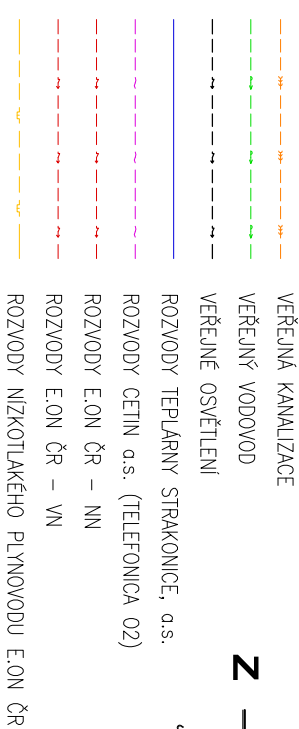 VEŘEJNÁ KANALIZACE
VEŘEJNÝ VODOVOD
VEŘEJNÉ OSVĚTLENÍ
ROZVODY TEPLÁRNY STRAKONICE, a.s.
ROZVODY CETIN a.s. (TELEFONICA O2)
ROZVODY E.ON ČR – NN
ROZVODY E.ON ČR – VN
ROZVODY NÍZKOTLAKÉHO PLYNOVODU E.ON ČR
Z